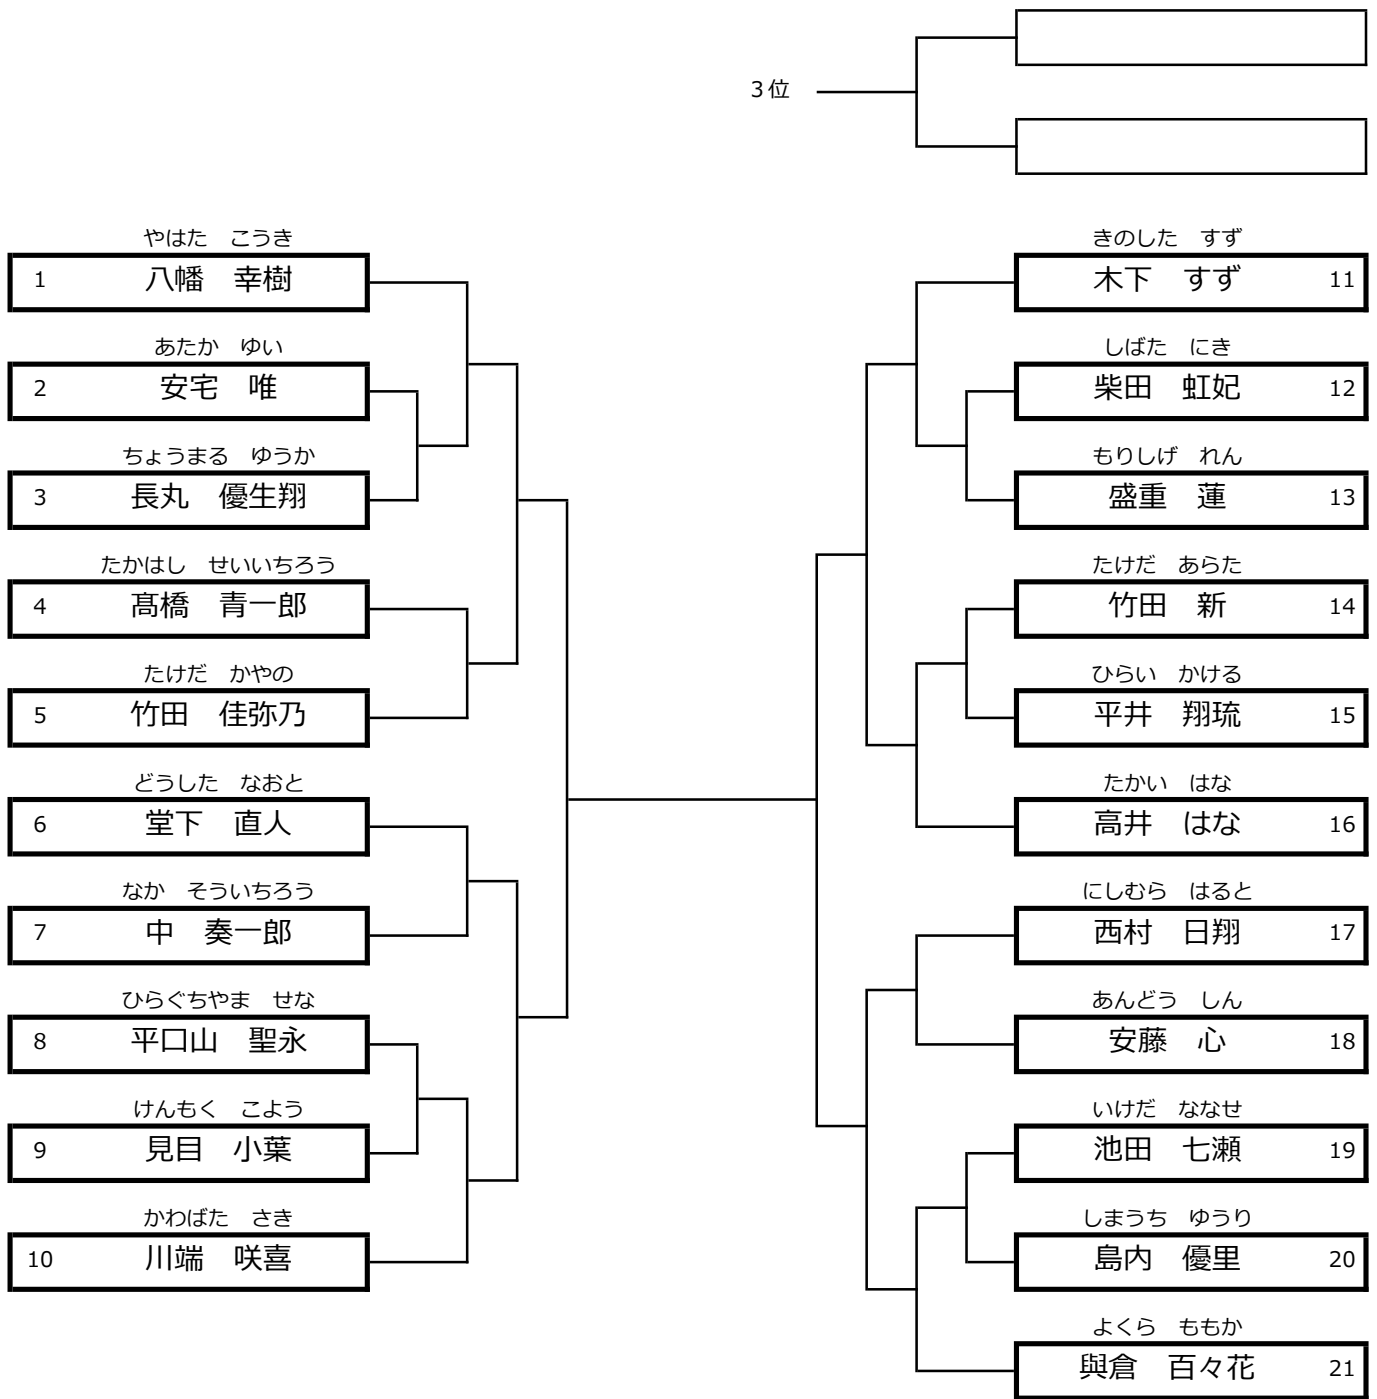 3位
やはた　こうき
1　八幡　幸樹
あたか　ゆい
2　安宅　唯
ちょうまる　ゆうか
3　長丸　優生翔
たかはし　せいいちろう
4　髙橋　青一郎
たけだ　かやの
5　竹田　佳弥乃
どうした　なおと
6　堂下　直人
なか　そういちろう
7　中　奏一郎
ひらぐちやま　せな
8　平口山　聖永
けんもく　こよう
9　見目　小葉
かわばた　さき
10　川端　咲喜
きのした　すず
木下　すず　11
しばた　にき
柴田　虹妃　12
もりしげ　れん
盛重　蓮　13
たけだ　あらた
竹田　新　14
ひらい　かける
平井　翔琉　15
たかい　はな
高井　はな　16
にしむら　はると
西村　日翔　17
あんどう　しん
安藤　心　18
いけだ　ななせ
池田　七瀬　19
しまうち　ゆうり
島内　優里　20
よくら　ももか
與倉　百々花　21